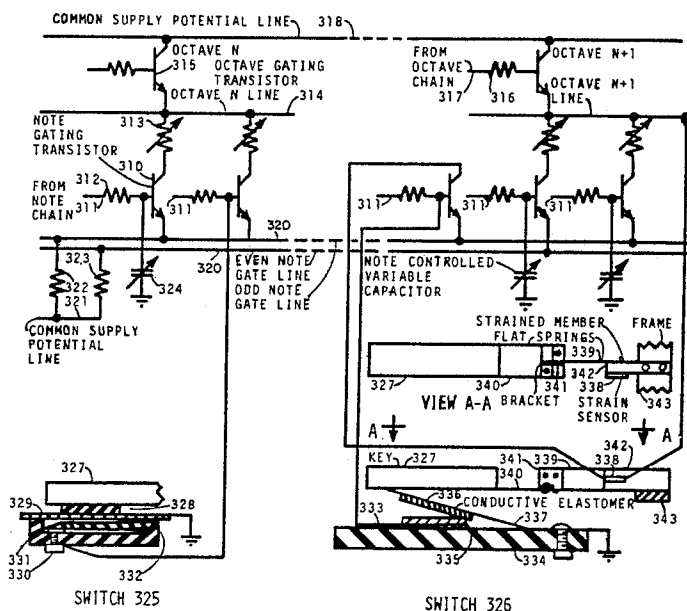 COMMON SUPPLY POTENTIAL LINE 318
OCTAVE N
315 OCTAVE GATING
TRANSISTOR
OCTAVE N LINE 314
FROM
OCTAVE
CHAIN
317 316
OCTAVE N+1
OCTAVE N+1
LINE
313
NOTE
GATING
TRANSISTOR 310
312
FROM
NOTE
CHAIN
311
311
311
311
311
320
320
323
322
321
324
EVEN NOTE
GATE LINE
ODD NOTE
GATE LINE
NOTE CONTROLLED
VARIABLE
CAPACITOR
COMMON SUPPLY
POTENTIAL
LINE
STRAINED MEMBER
FLAT SPRINGS
FRAME
339
342
327 340 341 338
BRACKET
STRAIN
SENSOR
343
VIEW A-A
A A
327
329 328
331
330
332
KEY 327
341 339 342
338
340
336
CONDUCTIVE ELASTOMER
343
333 337
335 334
SWITCH 325
SWITCH 326